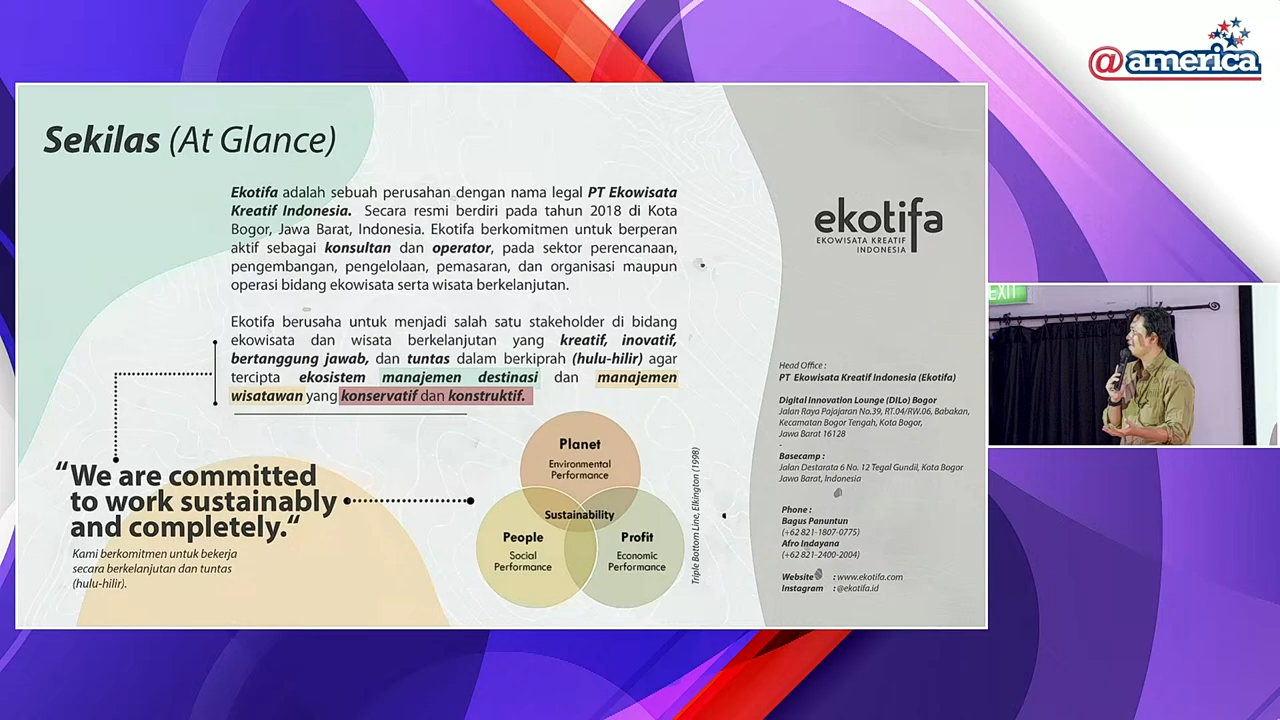 @america
Sekilas (At Glance)
Ekotifa adalah sebuah perusahan dengan nama legal PT Ekowisata
Kreatif Indonesia. Secara resmi berdiri pada tahun 2018 di Kota
Bogor, Jawa Barat, Indonesia. Ekotifa berkomitmen untuk berperan
aktif sebagai konsultan dan operator, pada sektor perencanaan,
pengembangan, pengelolaan, pemasaran, dan organisasi maupun
operasi bidang ekowisata serta wisata berkelanjutan.
Ekotifa berusaha untuk menjadi salah satu stakeholder di bidang
ekowisata dan wisata berkelanjutan yang kreatif, inovatif,
bertanggung jawab, dan tuntas dalam berkiprah (hulu-hilir) agar
tercipta ekosistem manajemen destinasi dan manajemen
wisatawan yang konservatif dan konstruktif.
“We are committed
to work sustainably
and completely.“
Kami berkomitmen untuk bekerja
secara berkelanjutan dan tuntas
(hulu-hilir).
Planet
Environmental
Performance
Sustainability
People
Social
Performance
Profit
Economic
Performance
Triple Bottom Line, Elkington (1998)
ekotifa
EKOWISATA KREATIF
INDONESIA
Head Office :
PT Ekowisata Kreatif Indonesia (Ekotifa)
Digital Innovation Lounge (DILo) Bogor
Jalan Raya Pajajaran No.39, RT.04/RW.06, Babakan,
Kecamatan Bogor Tengah, Kota Bogor,
Jawa Barat 16128
-
Basecamp :
Jalan Destarata 6 No. 12 Tegal Gundil, Kota Bogor
Jawa Barat, Indonesia
Phone :
Bagus Panuntun
(+62 821-1807-0775)
Afro Indayana
(+62 821-2400-2004)
Website : www.ekotifa.com
Instagram : @ekotifa.id
EXIT